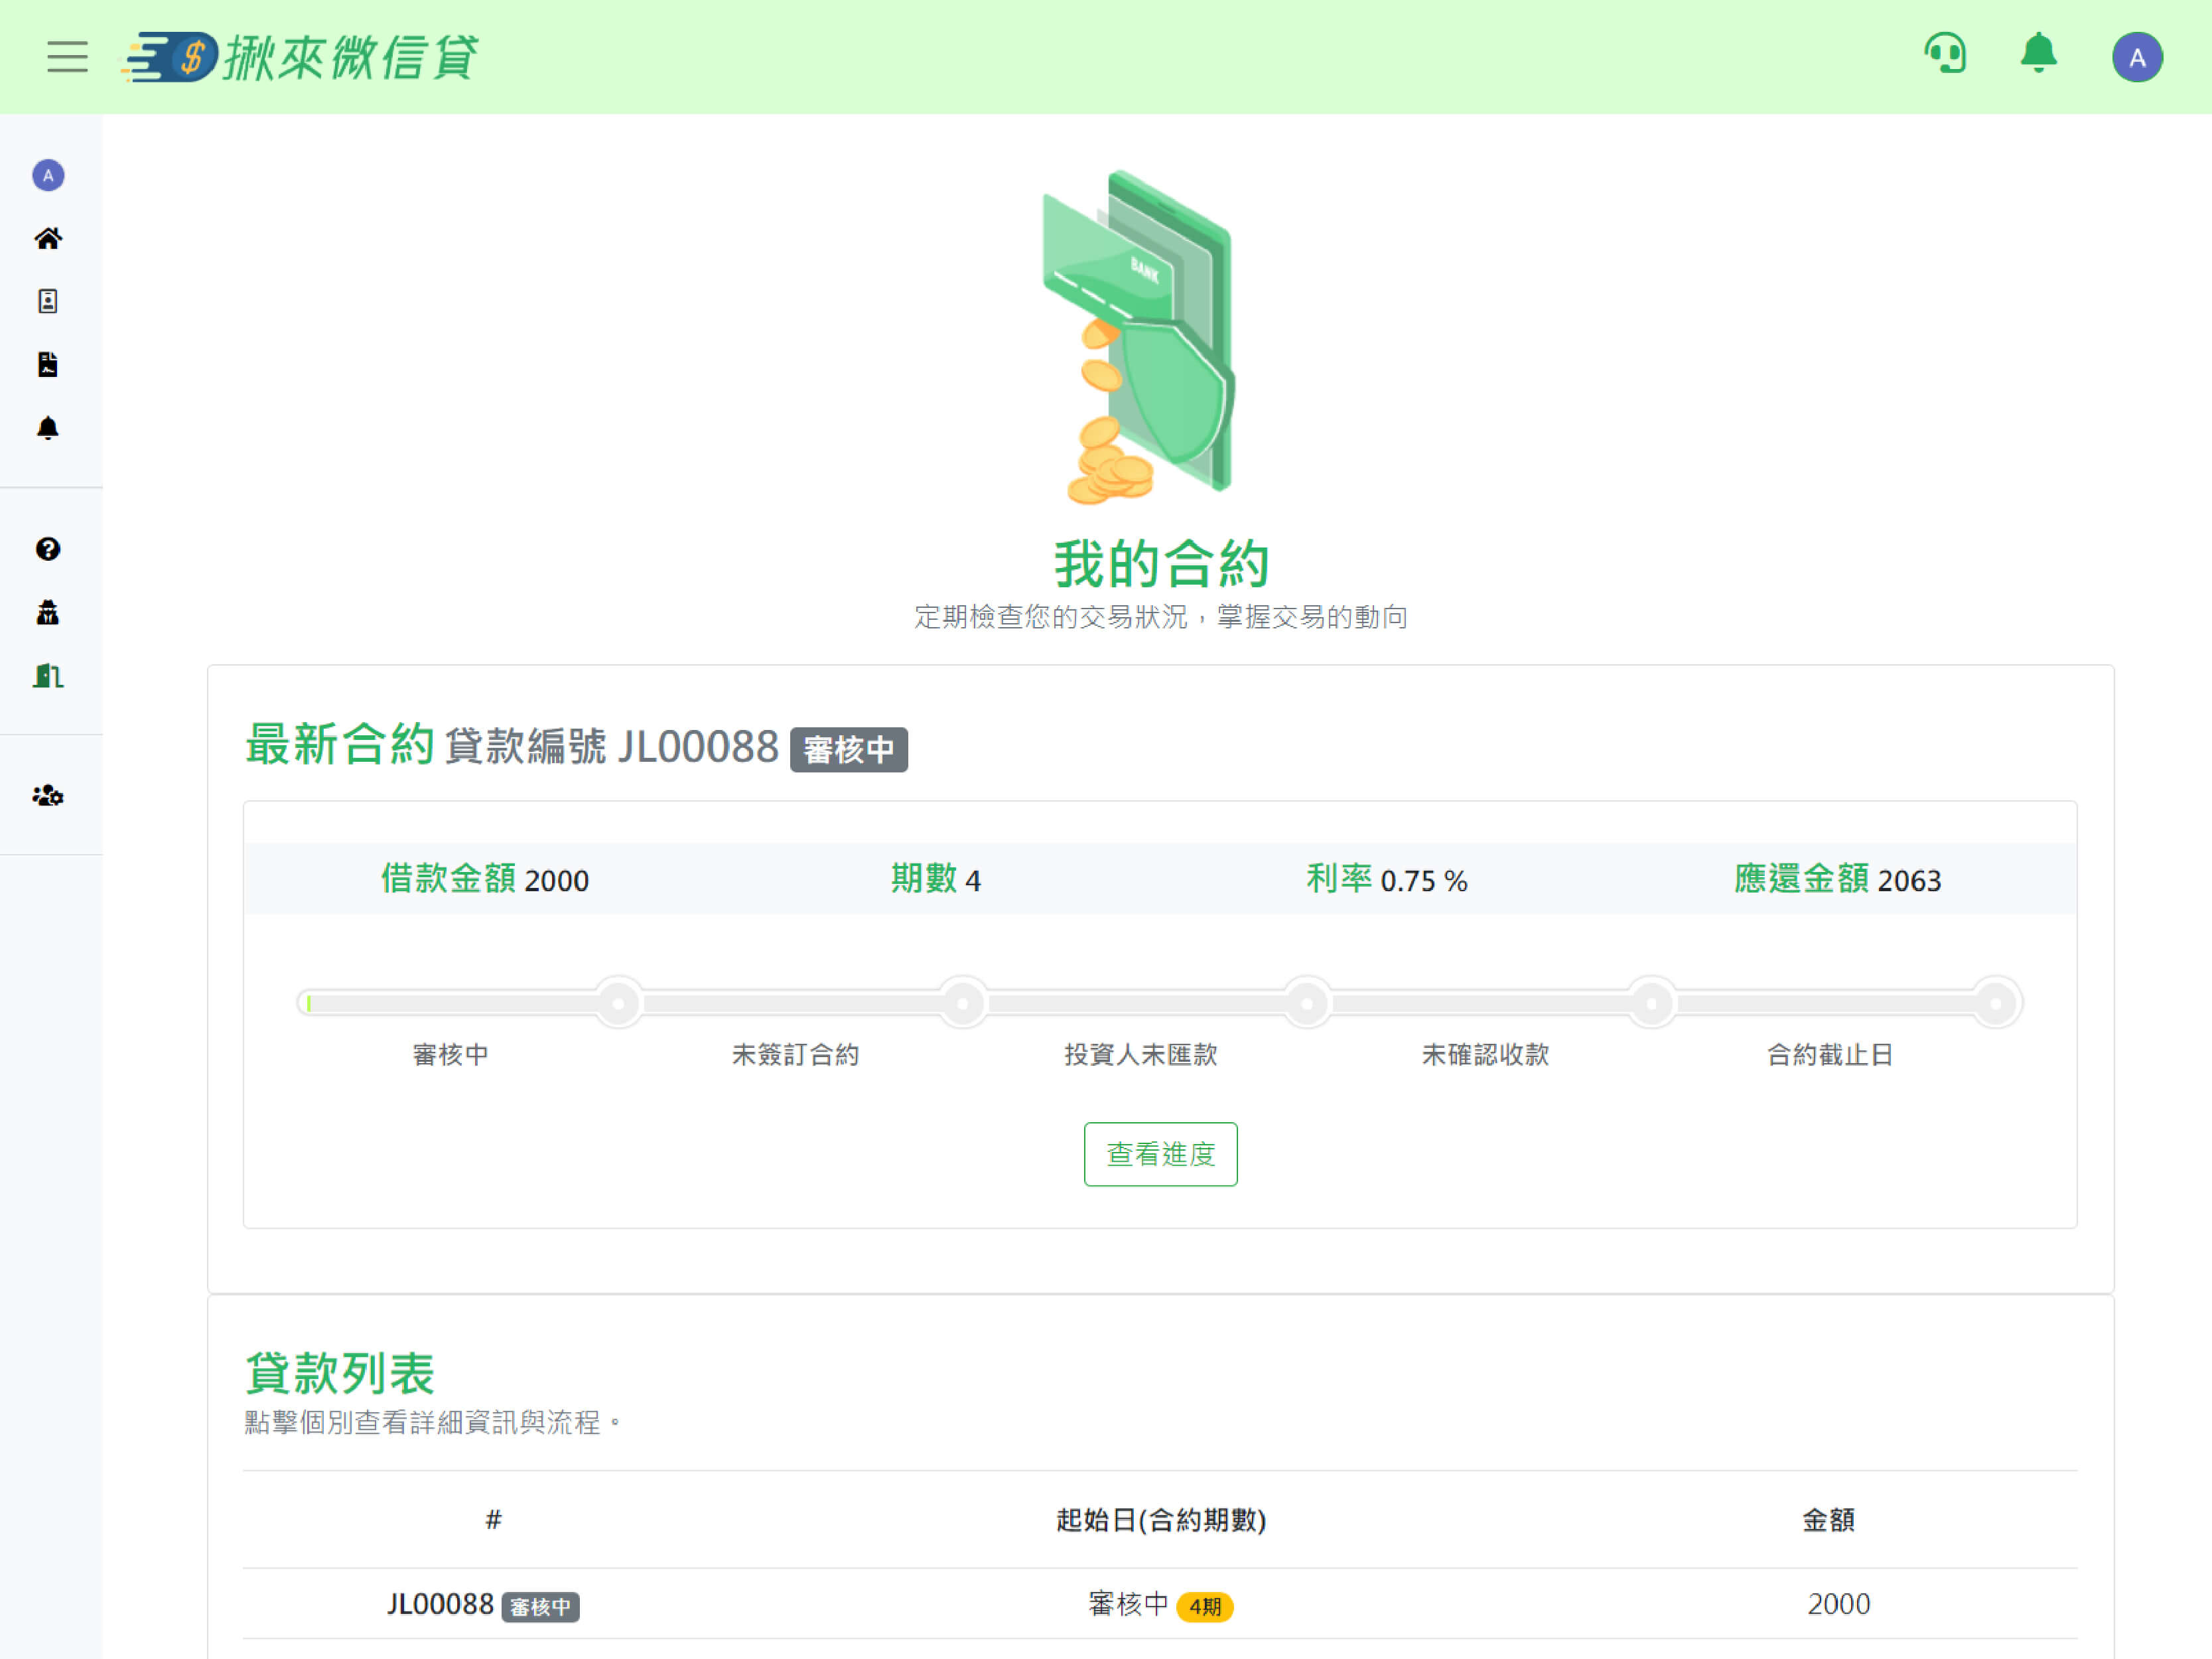 揪來微信貸
A
A
BANK
我的合約
定期檢查您的交易狀況，掌握交易的動向
最新合約 貸款編號 JL00088 審核中
借款金額 2000 期數 4 利率 0.75 % 應還金額 2063
審核中 未簽訂合約 投資人未匯款 未確認收款 合約截止日
查看進度
貸款列表
點擊個別查看詳細資訊與流程。
# 起始日(合約期數) 金額
JL00088 審核中 審核中 4期 2000